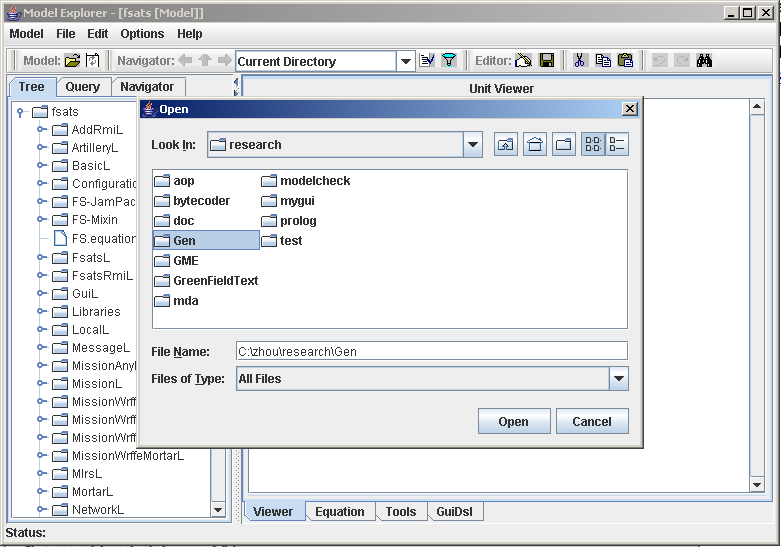 Model Explorer - [fsats [Model]]
Model File Edit Options Help
Model: Navigator: Current Directory Editor:
Tree Query Navigator
Unit Viewer
fsats
AddRmiL
ArtilleryL
BasicL
Configuratio
FS-JamPac
FS-Mixin
FS.equation
FsatsL
FsatsRmiL
GuiL
Libraries
LocalL
MessageL
MissionAnyl
MissionL
MissionWrffe
MissionWrffe
MissionWrffeMortarL
MlrsL
MortarL
NetworkL
Open
Look In: research
aop
bytecoder
doc
Gen
GME
GreenFieldText
mda
modelcheck
mygui
prolog
test
File Name: C:\zhou\research\Gen
Files of Type: All Files
Open Cancel
Viewer Equation Tools GuiDsl
Status: